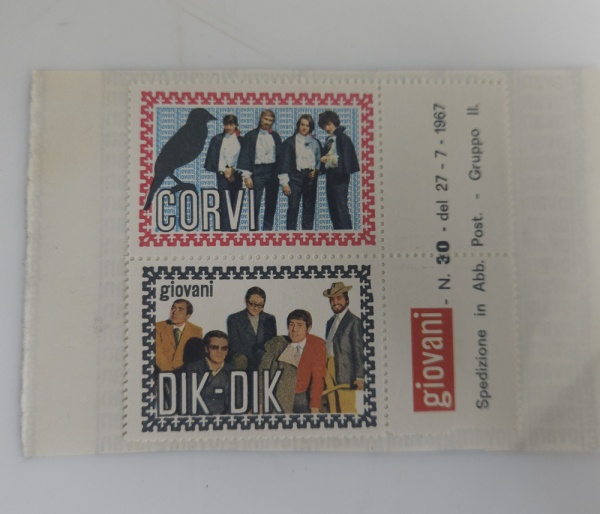 CORVI
giovani
DIK-DIK
giovani - N. 30 - del 27 - 7 - 1967
Spedizione in Abb. Post. - Gruppo II.